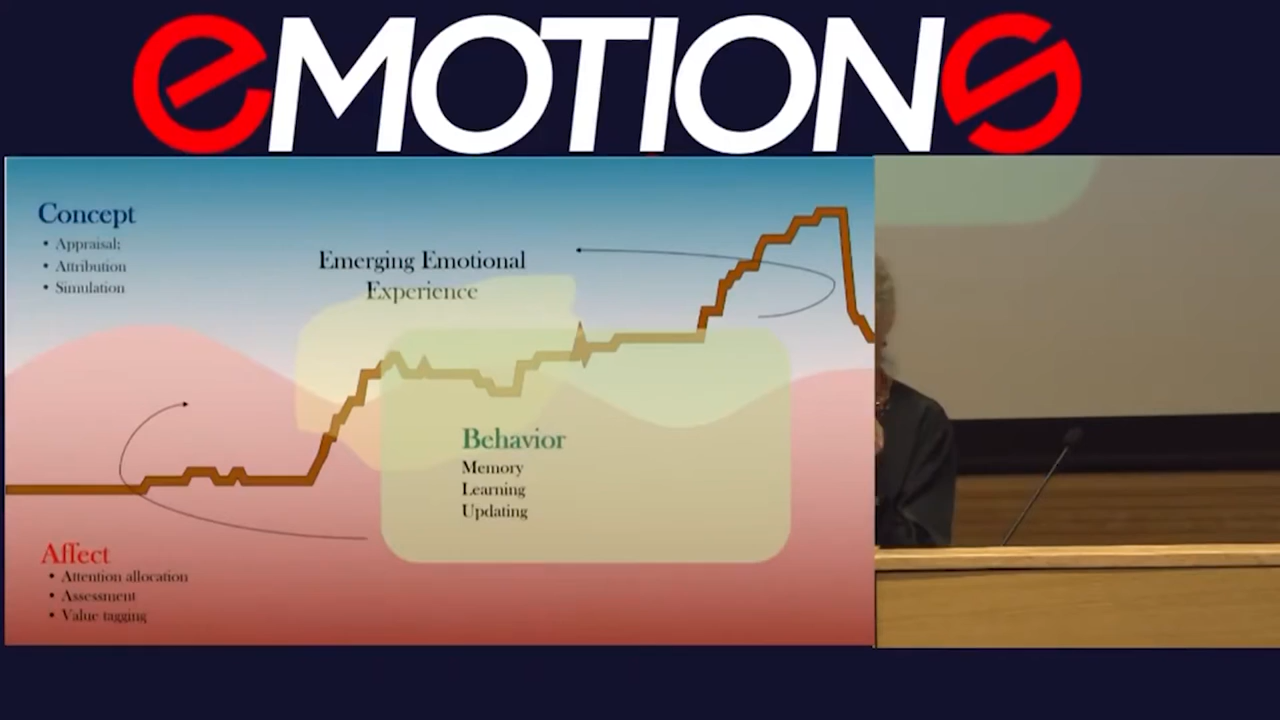 eMOTIONS
Concept
• Appraisal;
• Attribution
• Simulation
Emerging Emotional
Experience
Behavior
Memory
Learning
Updating
Affect
• Attention allocation
• Assessment
• Value tagging